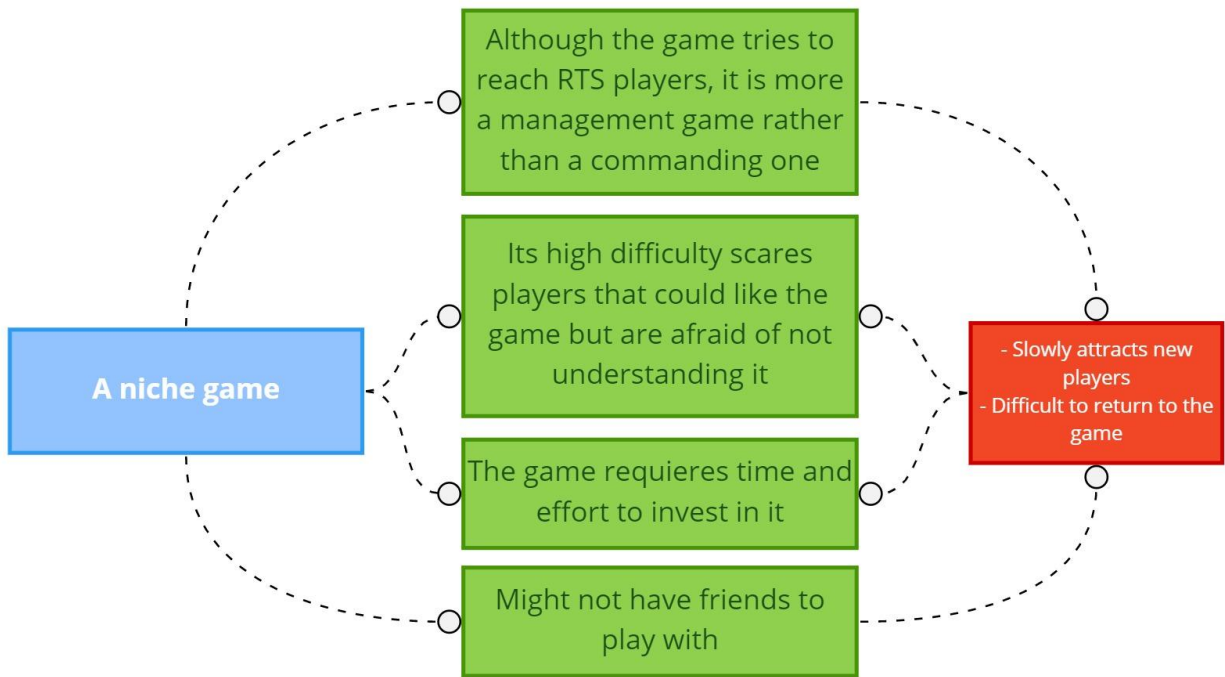 Although the game tries to
reach RTS players, it is more
a management game rather
than a commanding one
Its high difficulty scares
players that could like the
game but are afraid of not
understanding it
A niche game
- Slowly attracts new
players
- Difficult to return to the
game
The game requieres time and
effort to invest in it
Might not have friends to
play with